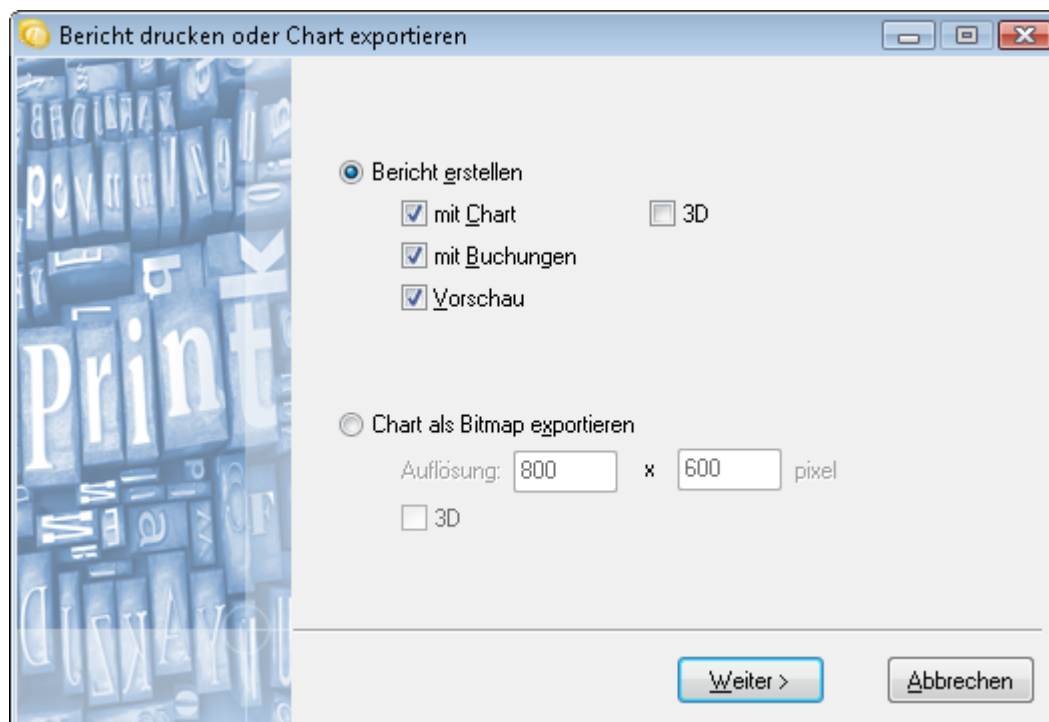 Bericht drucken oder Chart exportieren
Bericht erstellen
mit Chart 3D
mit Buchungen
Vorschau
Print
Chart als Bitmap exportieren
Auflösung: 800 x 600 pixel
3D
Weiter > Abbrechen